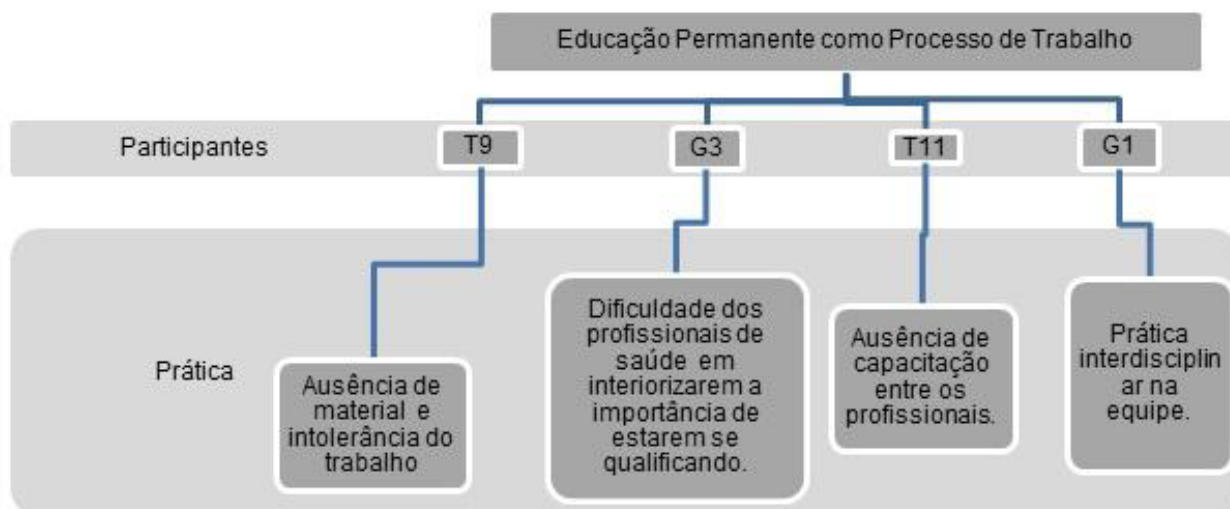 Educação Permanente como Processo de Trabalho
Participantes
T9
G3
T11
G1
Prática
Ausência de
material e
intolerância do
trabalho
Dificuldade dos
profissionais de
saúde em
interiorizarem a
importância de
estarem se
qualificando.
Ausência de
capacitação
entre os
profissionais.
Prática
interdisciplin
ar na
equipe.